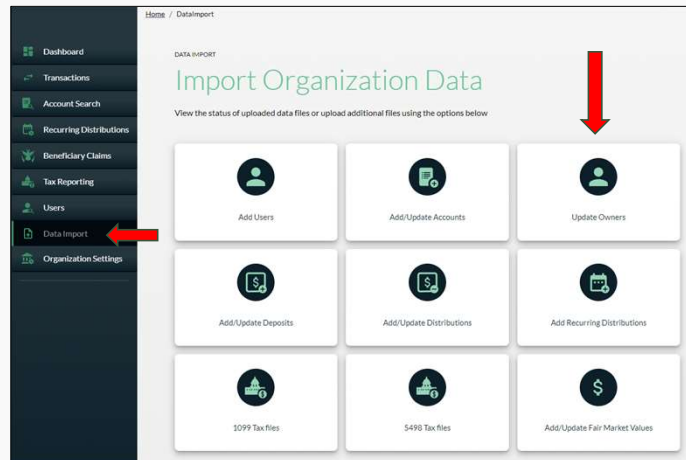 Home / DataImport
Dashboard
Transactions
Account Search
Recurring Distributions
Beneficiary Claims
Tax Reporting
Users
Data Import
Organization Settings
DATA IMPORT
Import Organization Data
View the status of uploaded data files or upload additional files using the options below
Add Users
Add/Update Accounts
Update Owners
Add/Update Deposits
Add/Update Distributions
Add Recurring Distributions
1099 Tax files
5498 Tax files
Add/Update Fair Market Values